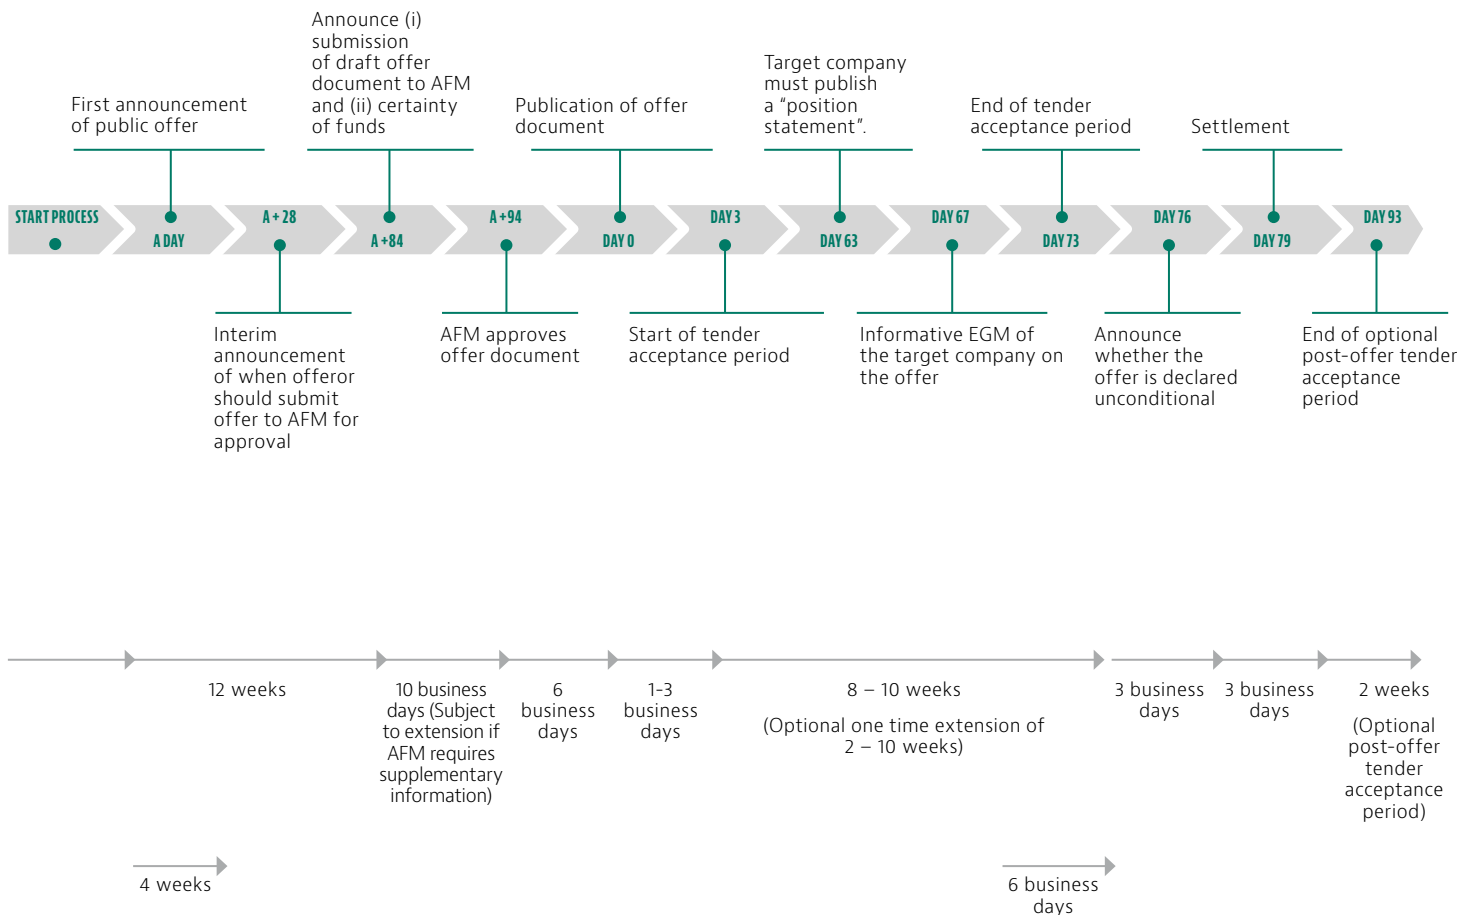 Announce (i)
submission
of draft offer
document to AFM
and (ii) certainty
of funds
First announcement
of public offer
Publication of offer
document
Target company
must publish
a “position
statement”.
End of tender
acceptance period
Settlement
START PROCESS
A DAY
A + 28
A +84
A +94
DAY 0
DAY 3
DAY 63
DAY 67
DAY 73
DAY 76
DAY 79
DAY 93
Interim
announcement
of when offeror
should submit
offer to AFM for
approval
AFM approves
offer document
Start of tender
acceptance period
Informative EGM of
the target company on
the offer
Announce
whether the
offer is declared
unconditional
End of optional
post-offer tender
acceptance
period
12 weeks
10 business
days (Subject
to extension if
AFM requires
supplementary
information)
6
business
days
1-3
business
days
8 – 10 weeks
(Optional one time extension of
2 – 10 weeks)
3 business
days
3 business
days
2 weeks
(Optional
post-offer
tender
acceptance
period)
4 weeks
6 business
days